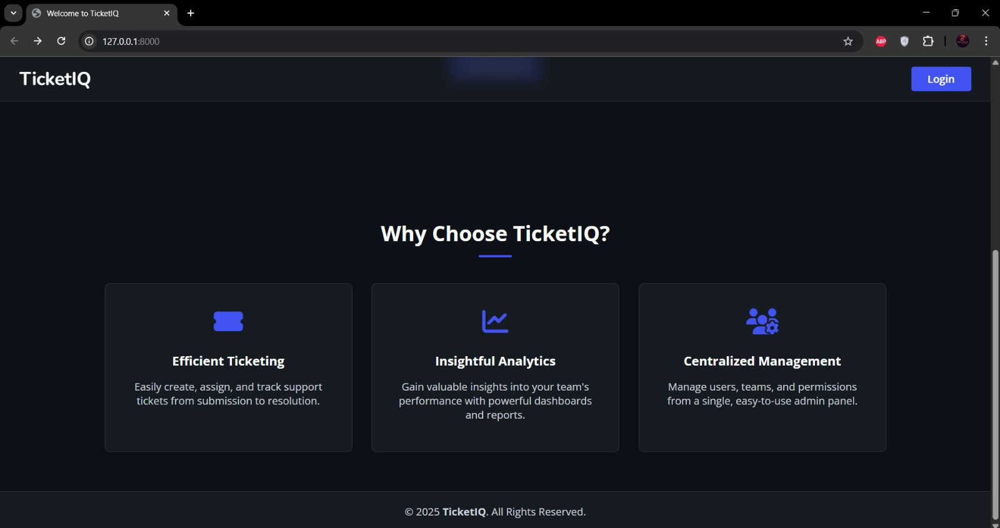 Welcome to TicketIQ
127.0.0.1:8000
ABP
TicketIQ
Login
Why Choose TicketIQ?
Efficient Ticketing
Easily create, assign, and track support
tickets from submission to resolution.
Insightful Analytics
Gain valuable insights into your team's
performance with powerful dashboards
and reports.
Centralized Management
Manage users, teams, and permissions
from a single, easy-to-use admin panel.
© 2025 TicketIQ. All Rights Reserved.